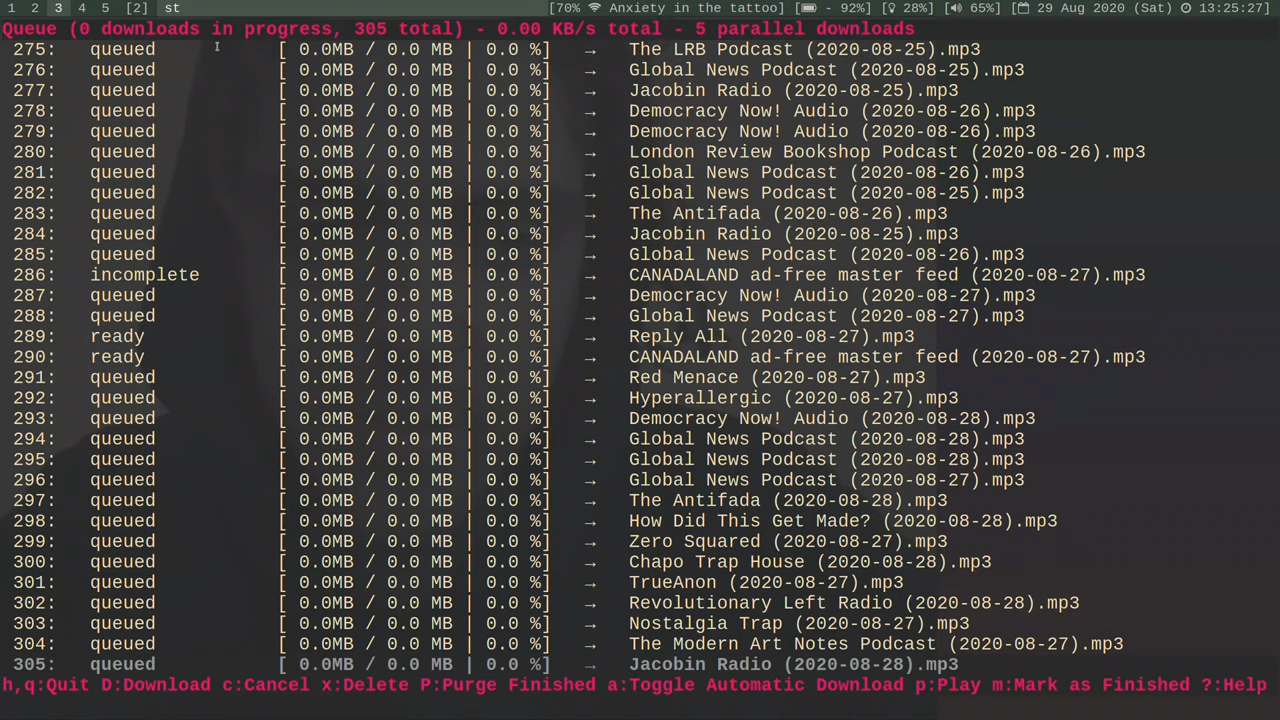 1 2 3 4 5 [2] st [70% Anxiety in the tattoo] [ - 92%] [ 28%] [ 65%] [ 29 Aug 2020 (Sat) 13:25:27]
Queue (0 downloads in progress, 305 total) - 0.00 KB/s total - 5 parallel downloads
275: queued [ 0.0MB / 0.0 MB | 0.0 %] → The LRB Podcast (2020-08-25).mp3
276: queued [ 0.0MB / 0.0 MB | 0.0 %] → Global News Podcast (2020-08-25).mp3
277: queued [ 0.0MB / 0.0 MB | 0.0 %] → Jacobin Radio (2020-08-25).mp3
278: queued [ 0.0MB / 0.0 MB | 0.0 %] → Democracy Now! Audio (2020-08-26).mp3
279: queued [ 0.0MB / 0.0 MB | 0.0 %] → Democracy Now! Audio (2020-08-26).mp3
280: queued [ 0.0MB / 0.0 MB | 0.0 %] → London Review Bookshop Podcast (2020-08-26).mp3
281: queued [ 0.0MB / 0.0 MB | 0.0 %] → Global News Podcast (2020-08-26).mp3
282: queued [ 0.0MB / 0.0 MB | 0.0 %] → Global News Podcast (2020-08-25).mp3
283: queued [ 0.0MB / 0.0 MB | 0.0 %] → The Antifada (2020-08-26).mp3
284: queued [ 0.0MB / 0.0 MB | 0.0 %] → Jacobin Radio (2020-08-25).mp3
285: queued [ 0.0MB / 0.0 MB | 0.0 %] → Global News Podcast (2020-08-26).mp3
286: incomplete [ 0.0MB / 0.0 MB | 0.0 %] → CANADALAND ad-free master feed (2020-08-27).mp3
287: queued [ 0.0MB / 0.0 MB | 0.0 %] → Democracy Now! Audio (2020-08-27).mp3
288: queued [ 0.0MB / 0.0 MB | 0.0 %] → Global News Podcast (2020-08-27).mp3
289: ready [ 0.0MB / 0.0 MB | 0.0 %] → Reply All (2020-08-27).mp3
290: ready [ 0.0MB / 0.0 MB | 0.0 %] → CANADALAND ad-free master feed (2020-08-27).mp3
291: queued [ 0.0MB / 0.0 MB | 0.0 %] → Red Menace (2020-08-27).mp3
292: queued [ 0.0MB / 0.0 MB | 0.0 %] → Hyperallergic (2020-08-27).mp3
293: queued [ 0.0MB / 0.0 MB | 0.0 %] → Democracy Now! Audio (2020-08-28).mp3
294: queued [ 0.0MB / 0.0 MB | 0.0 %] → Global News Podcast (2020-08-28).mp3
295: queued [ 0.0MB / 0.0 MB | 0.0 %] → Global News Podcast (2020-08-28).mp3
296: queued [ 0.0MB / 0.0 MB | 0.0 %] → Global News Podcast (2020-08-27).mp3
297: queued [ 0.0MB / 0.0 MB | 0.0 %] → The Antifada (2020-08-28).mp3
298: queued [ 0.0MB / 0.0 MB | 0.0 %] → How Did This Get Made? (2020-08-28).mp3
299: queued [ 0.0MB / 0.0 MB | 0.0 %] → Zero Squared (2020-08-27).mp3
300: queued [ 0.0MB / 0.0 MB | 0.0 %] → Chapo Trap House (2020-08-28).mp3
301: queued [ 0.0MB / 0.0 MB | 0.0 %] → TrueAnon (2020-08-27).mp3
302: queued [ 0.0MB / 0.0 MB | 0.0 %] → Revolutionary Left Radio (2020-08-28).mp3
303: queued [ 0.0MB / 0.0 MB | 0.0 %] → Nostalgia Trap (2020-08-27).mp3
304: queued [ 0.0MB / 0.0 MB | 0.0 %] → The Modern Art Notes Podcast (2020-08-27).mp3
305: queued [ 0.0MB / 0.0 MB | 0.0 %] → Jacobin Radio (2020-08-28).mp3
h,q:Quit D:Download c:Cancel x:Delete P:Purge Finished a:Toggle Automatic Download p:Play m:Mark as Finished ?:Help